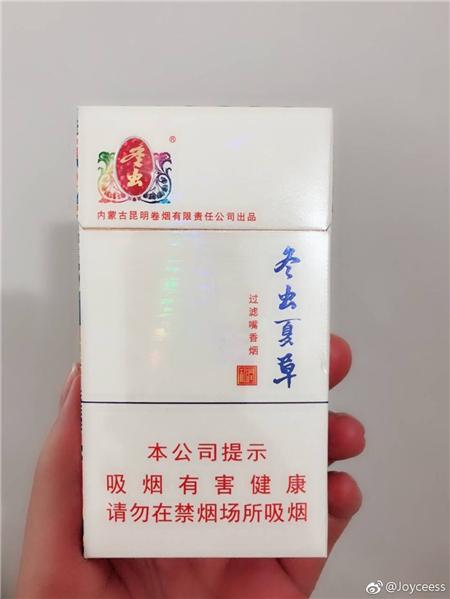 冬虫
®
内蒙古昆明卷烟有限责任公司出品
冬虫夏草
过滤嘴香烟
本公司提示
吸烟有害健康
请勿在禁烟场所吸烟
@Joyceess